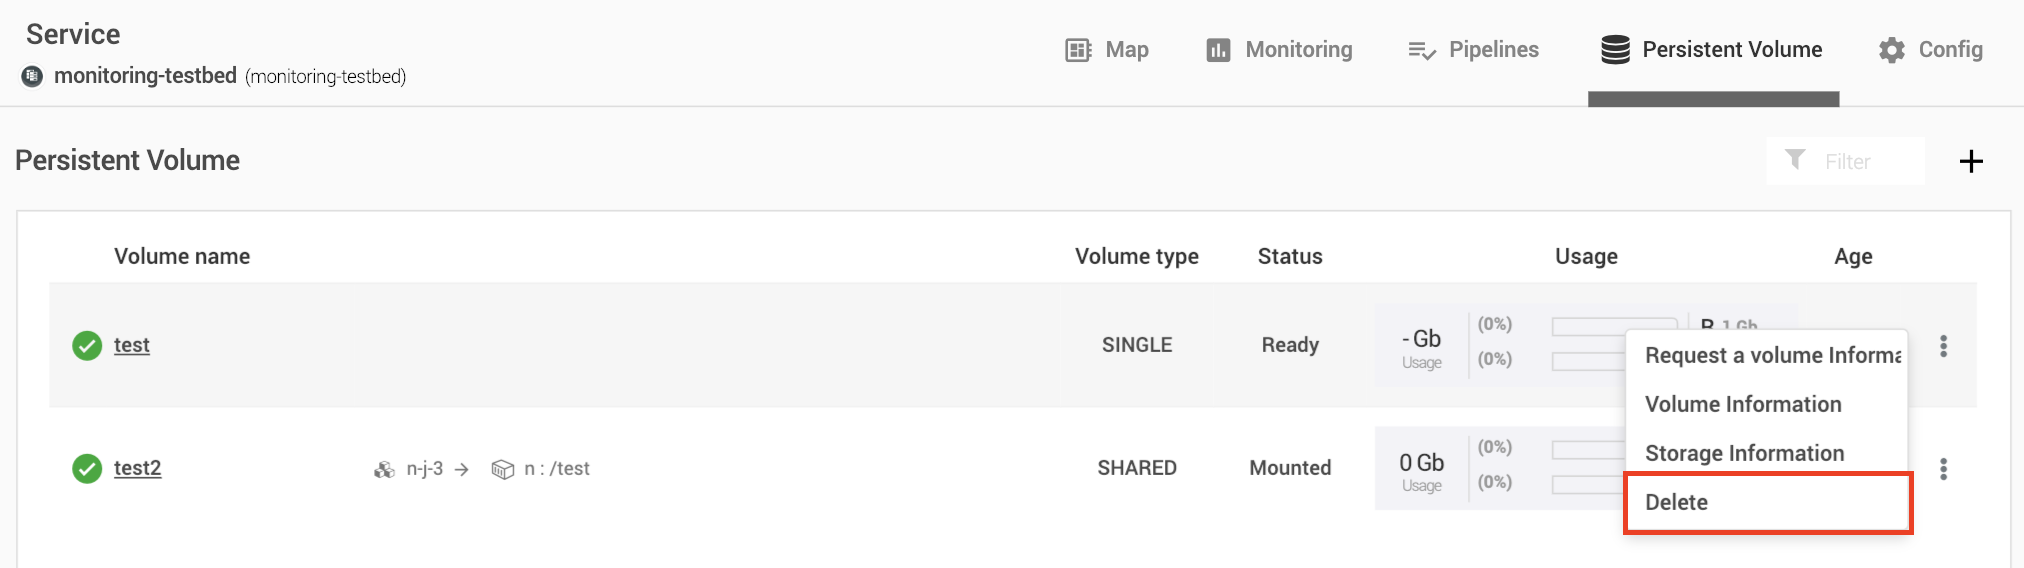 Service
monitoring-testbed (monitoring-testbed)
Map
Monitoring
Pipelines
Persistent Volume
Config
Persistent Volume
Filter
Volume name Volume type Status Usage Age
test SINGLE Ready - Gb Usage (0%) (0%) R 1 Gb
Request a volume Informa
Volume Information
Storage Information
Delete
test2 n-j-3 → n : /test SHARED Mounted 0 Gb Usage (0%) (0%)